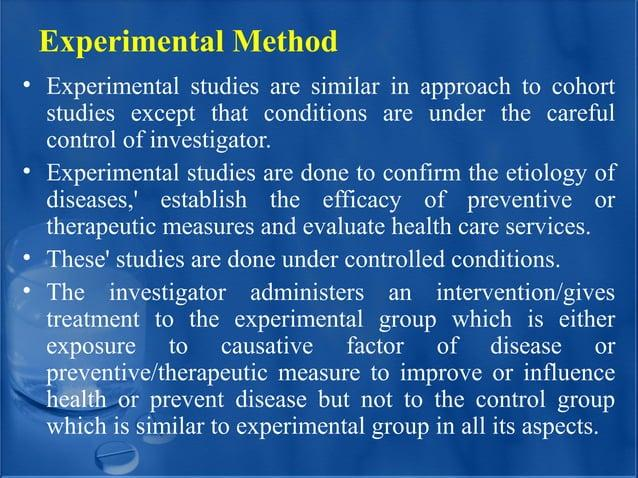 Experimental Method
• Experimental studies are similar in approach to cohort
studies except that conditions are under the careful
control of investigator.
• Experimental studies are done to confirm the etiology of
diseases,' establish the efficacy of preventive or
therapeutic measures and evaluate health care services.
• These' studies are done under controlled conditions.
• The investigator administers an intervention/gives
treatment to the experimental group which is either
exposure to causative factor of disease or
preventive/therapeutic measure to improve or influence
health or prevent disease but not to the control group
which is similar to experimental group in all its aspects.